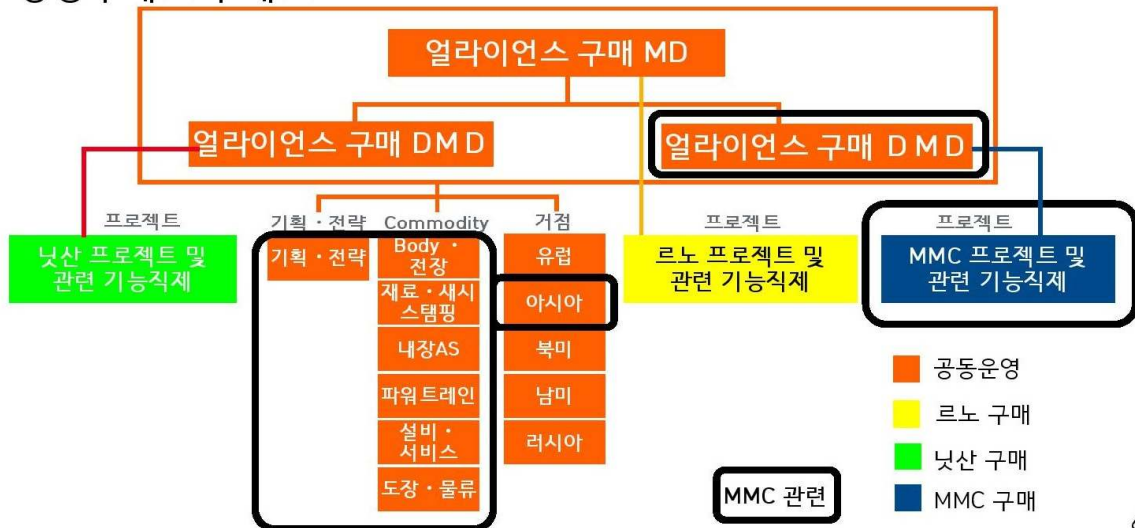 얼라이언스 구매 MD
얼라이언스 구매 DMD
얼라이언스 구매 DMD
프로젝트
닛산 프로젝트 및
관련 기능직제
기획・전략
기획・전략
Commodity
Body・
전장
재료・새시
스탬핑
내장AS
파워트레인
설비・
서비스
도장・물류
거점
유럽
아시아
북미
남미
러시아
프로젝트
르노 프로젝트 및
관련 기능직제
프로젝트
MMC 프로젝트 및
관련 기능직제
공동운영
르노 구매
닛산 구매
MMC 구매
MMC 관련